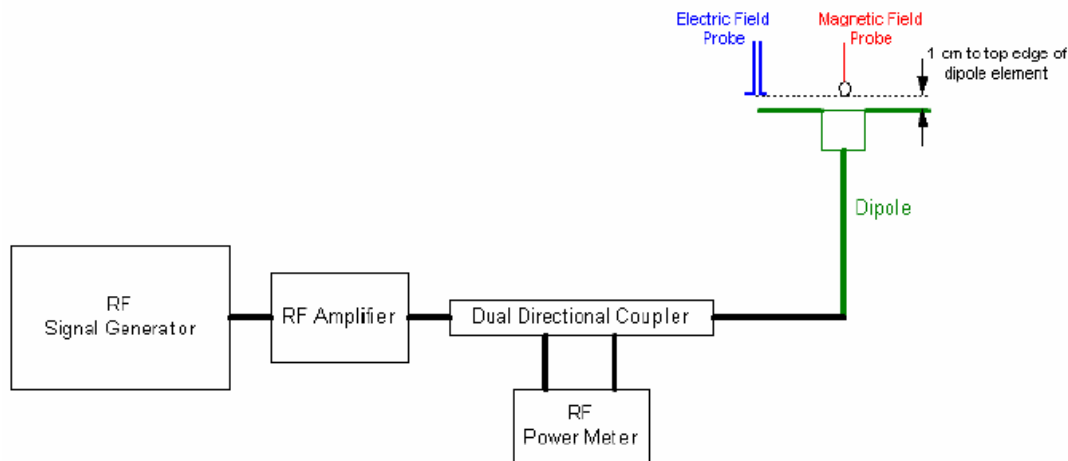 Electric Field
Probe
Magnetic Field
Probe
1 cm to top edge of
dipole element
Dipole
RF
Signal Generator
RF Amplifier
Dual Directional Coupler
RF
Power Meter